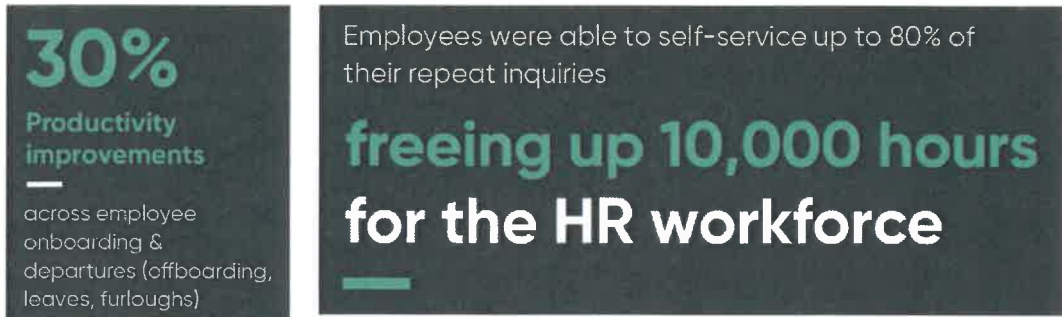 30%
Productivity
improvements
across employee
onboarding &
departures (offboarding,
leaves, furloughs)
Employees were able to self-service up to 80% of
their repeat inquiries
freeing up 10,000 hours
for the HR workforce